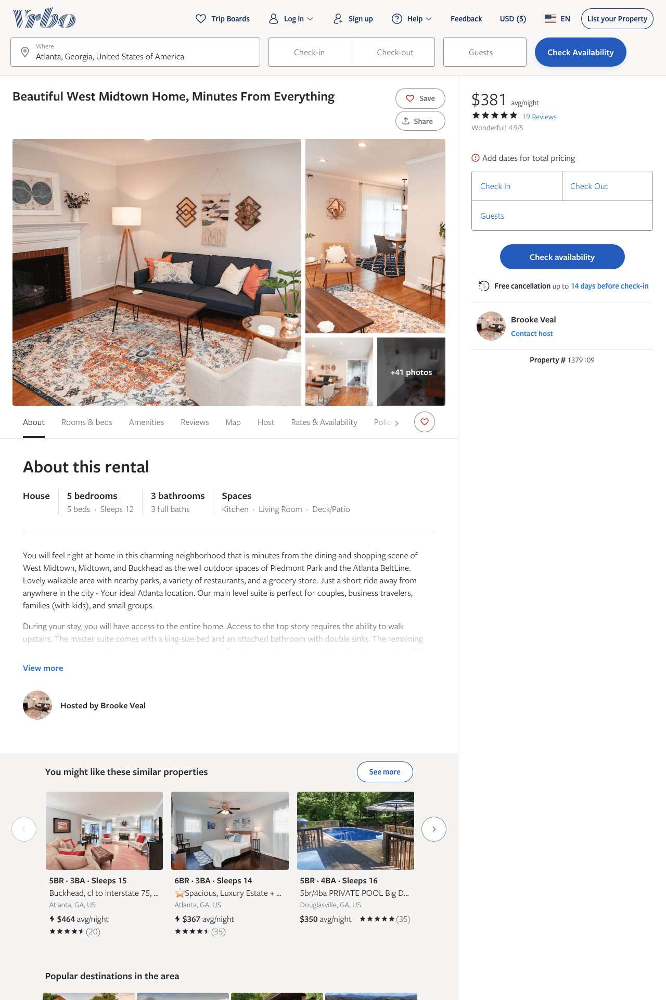 Vrbo
Trip Boards
Log in
Sign up
Help
Feedback
USD ($)
EN
List your Property
Where
Atlanta, Georgia, United States of America
Check-in
Check-out
Guests
Check Availability
Beautiful West Midtown Home, Minutes From Everything
Save
Share
+41 photos
$381 avg/night
19 Reviews
Wonderful! 4.9/5
Add dates for total pricing
Check In
Check Out
Guests
Check availability
Free cancellation up to 14 days before check-in
Brooke Veal
Contact host
Property # 1379109
About
Rooms & beds
Amenities
Reviews
Map
Host
Rates & Availability
About this rental
House
5 bedrooms
5 beds · Sleeps 12
3 bathrooms
3 full baths
Spaces
Kitchen · Living Room · Deck/Patio
You will feel right at home in this charming neighborhood that is minutes from the dining and shopping scene of
West Midtown, Midtown, and Buckhead as the well outdoor spaces of Piedmont Park and the Atlanta BeltLine.
Lovely walkable area with nearby parks, a variety of restaurants, and a grocery store. Just a short ride away from
anywhere in the city - Your ideal Atlanta location. Our main level suite is perfect for couples, business travelers,
families (with kids), and small groups.
During your stay, you will have access to the entire home. Access to the top story requires the ability to walk
upstairs. The master suite comes with a king-size bed and an attached bathroom with double sinks. The remaining
View more
Hosted by Brooke Veal
You might like these similar properties
See more
5BR · 3BA · Sleeps 15
Buckhead, cl to interstate 75, ...
Atlanta, GA, US
$464 avg/night
(20)
6BR · 3BA · Sleeps 14
⭐Spacious, Luxury Estate + ...
Atlanta, GA, US
$367 avg/night
(35)
5BR · 4BA · Sleeps 16
5br/4ba PRIVATE POOL Big D...
Douglasville, GA, US
$350 avg/night
(35)
Popular destinations in the area